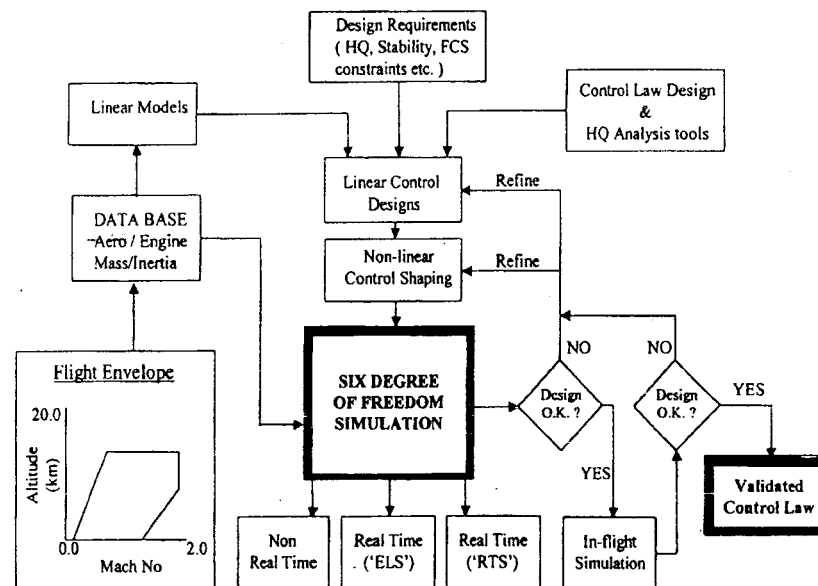 Design Requirements
( HQ, Stability, FCS
constraints etc. )
Linear Models
Control Law Design
&
HQ Analysis tools
Linear Control
Designs
Refine
DATA BASE
Aero / Engine
Mass/Inertia
Non-linear
Control Shaping
Refine
Flight Envelope
20.0
Altitude
(km)
0.0
2.0
Mach No
SIX DEGREE
OF FREEDOM
SIMULATION
NO
NO
Design
O.K. ?
Design
O.K. ?
YES
YES
Validated
Control Law
Non
Real Time
Real Time
('ELS')
Real Time
('RTS')
In-flight
Simulation